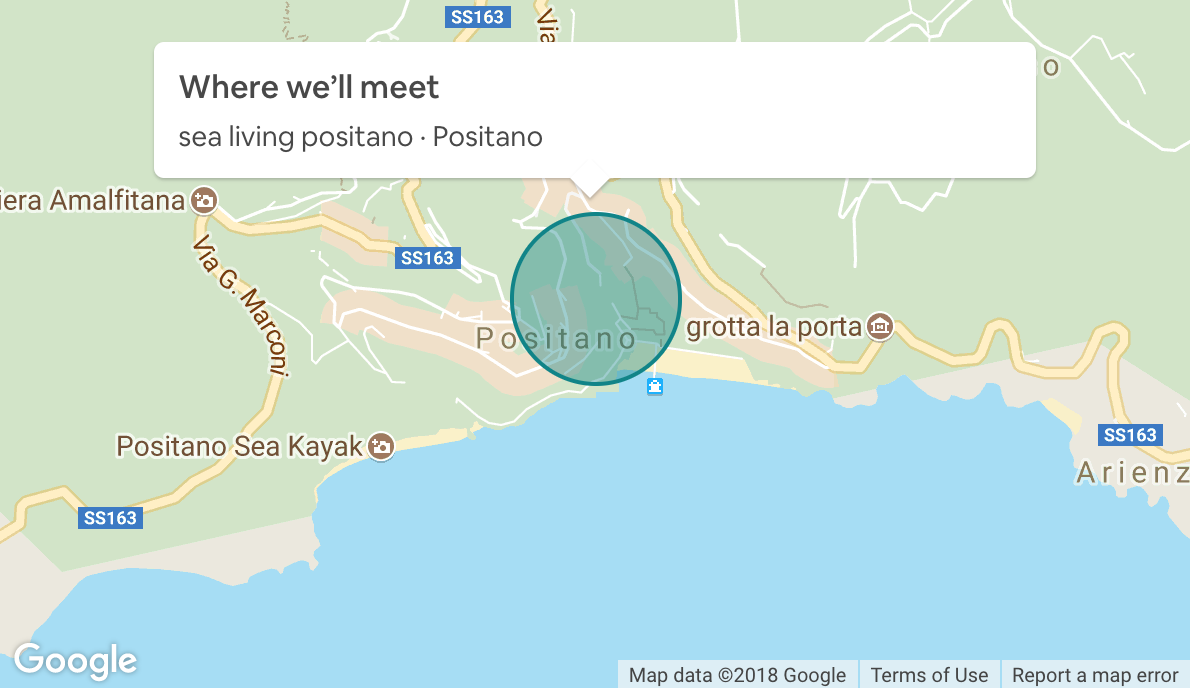 SS163
Via
Where we’ll meet
sea living positano · Positano
o
iera Amalfitana
Via G. Marconi
SS163
grotta la porta
Positano
SS163
Positano Sea Kayak
Arienz
SS163
Google
Map data ©2018 Google
Terms of Use
Report a map error